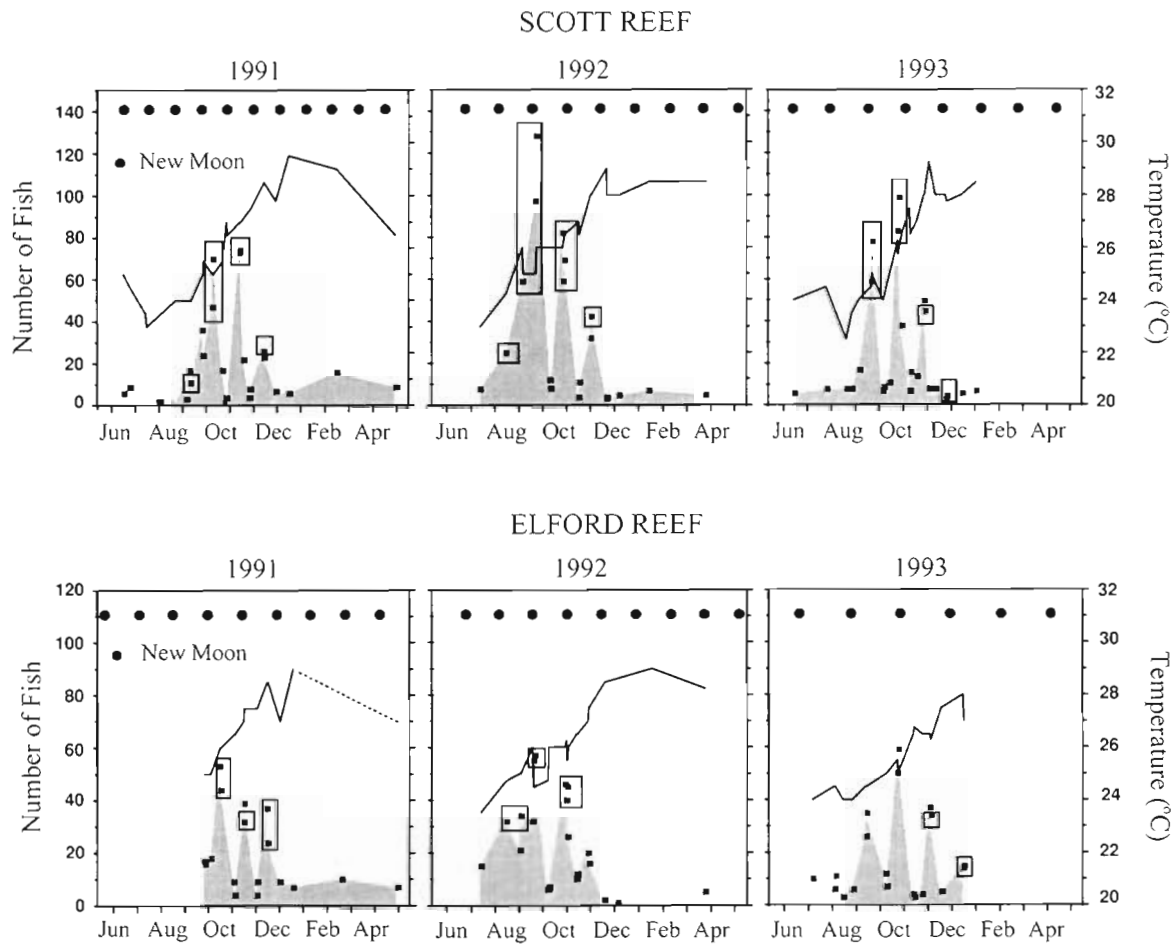 SCOTT REEF
1991 1992 1993
140
120
100
80
60
40
20
0
Number of Fish
New Moon
32
30
28
26
24
22
20
Temperature (°C)
Jun Aug Oct Dec Feb Apr Jun Aug Oct Dec Feb Apr Jun Aug Oct Dec Feb Apr
ELFORD REEF
1991 1992 1993
120
100
80
60
40
20
0
Number of Fish
New Moon
32
30
28
26
24
22
20
Temperature (°C)
Jun Aug Oct Dec Feb Apr Jun Aug Oct Dec Feb Apr Jun Aug Oct Dec Feb Apr